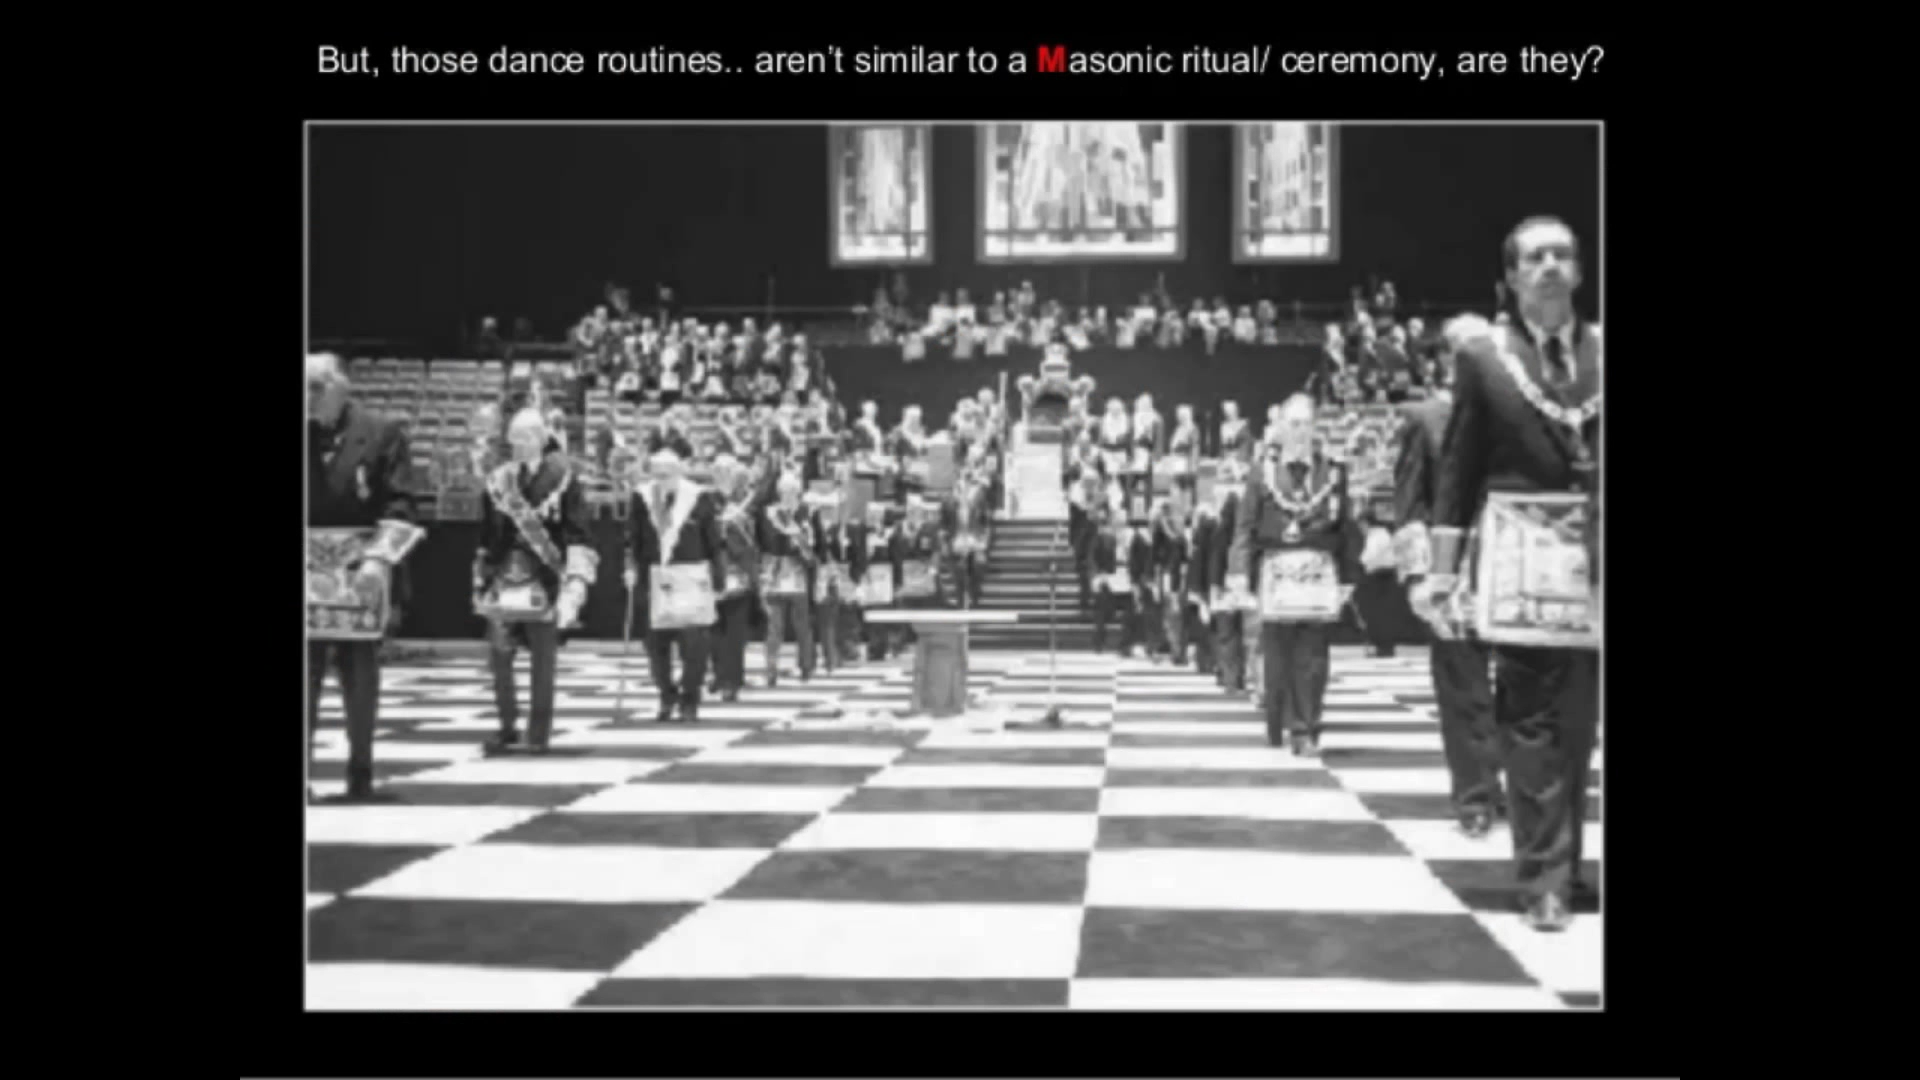 But, those dance routines.. aren't similar to a Masonic ritual/ ceremony, are they?